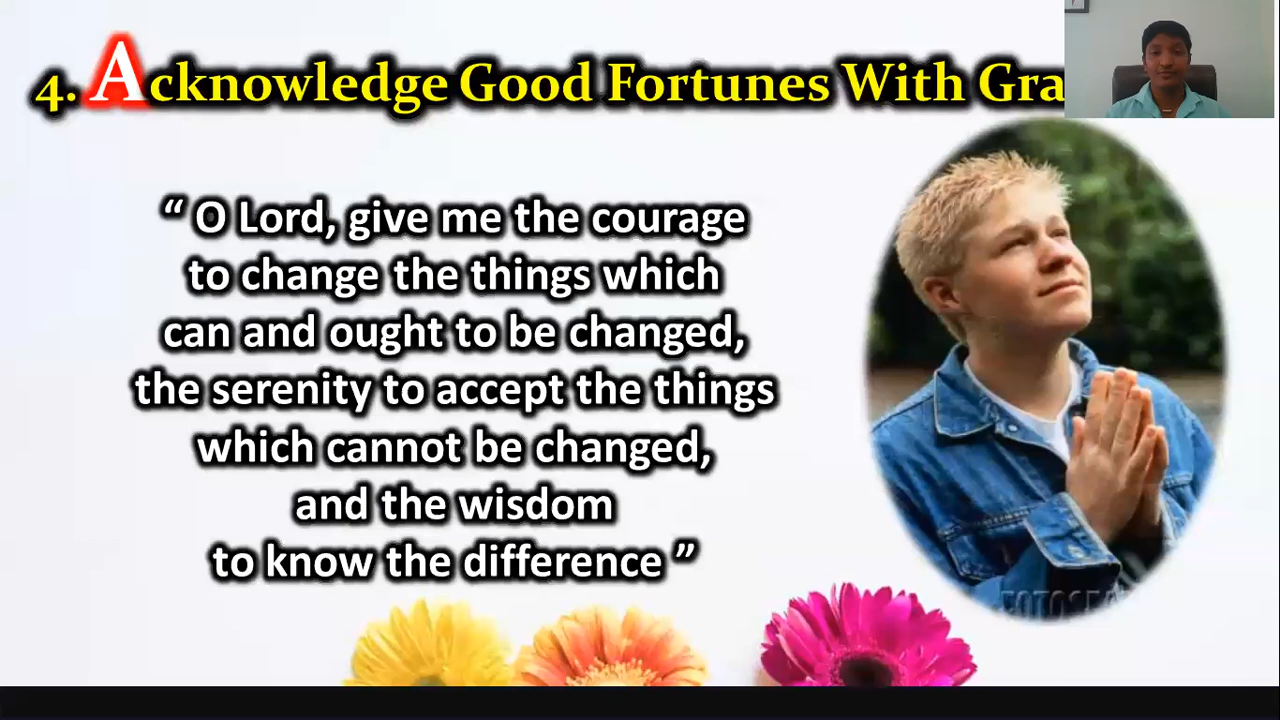 4. Acknowledge Good Fortunes With
“ O Lord, give me the courage
to change the things which
can and ought to be changed,
the serenity to accept the things
which cannot be changed,
and the wisdom
to know the difference ”